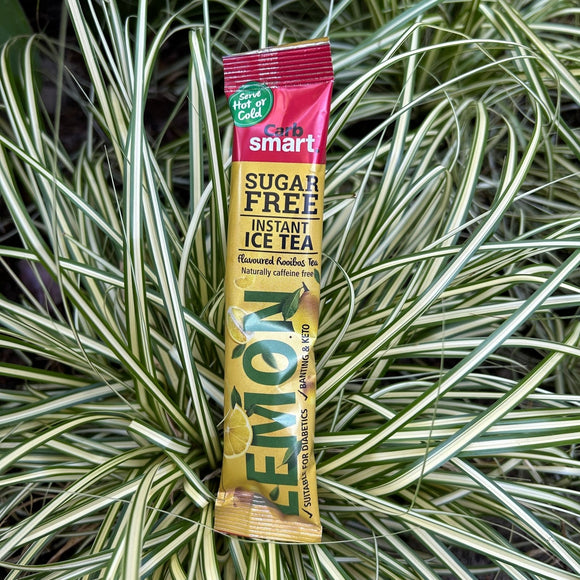 Serve
Hot or
Cold
Carb
smart
SUGAR
FREE
INSTANT
ICE TEA
flavoured Rooibos Tea
Naturally caffeine free
LEMON
✓ SUITABLE FOR DIABETICS ✓ BANTING & KETO